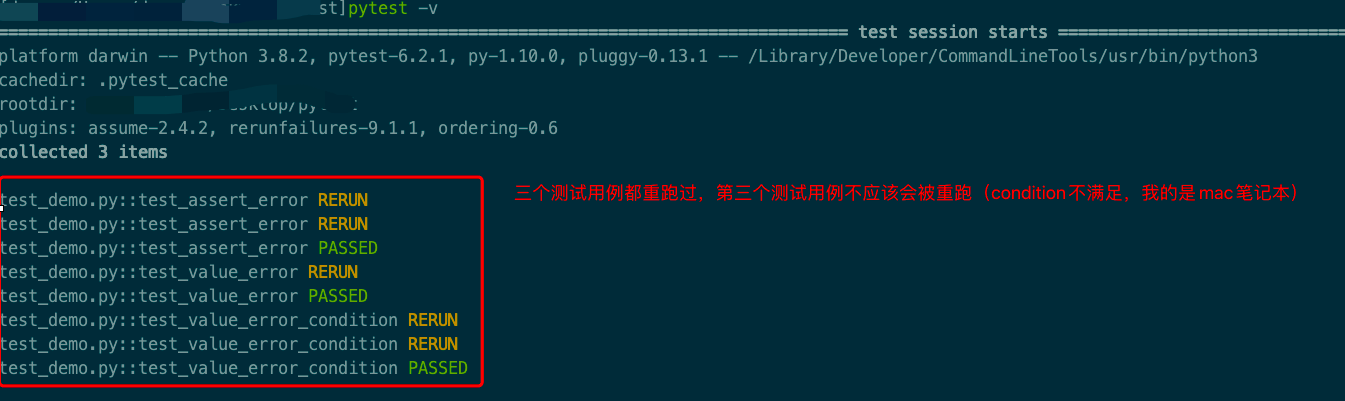 st]pytest -v
test session starts
platform darwin -- Python 3.8.2, pytest-6.2.1, py-1.10.0, pluggy-0.13.1 -- /Library/Developer/CommandLineTools/usr/bin/python3
cachedir: .pytest_cache
rootdir:
plugins: assume-2.4.2, rerunfailures-9.1.1, ordering-0.6
collected 3 items
test_demo.py::test_assert_error RERUN
三个测试用例都重跑过，第三个测试用例不应该会被重跑（condition不满足，我的是mac笔记本）
test_demo.py::test_assert_error RERUN
test_demo.py::test_assert_error PASSED
test_demo.py::test_value_error RERUN
test_demo.py::test_value_error PASSED
test_demo.py::test_value_error_condition RERUN
test_demo.py::test_value_error_condition RERUN
test_demo.py::test_value_error_condition PASSED